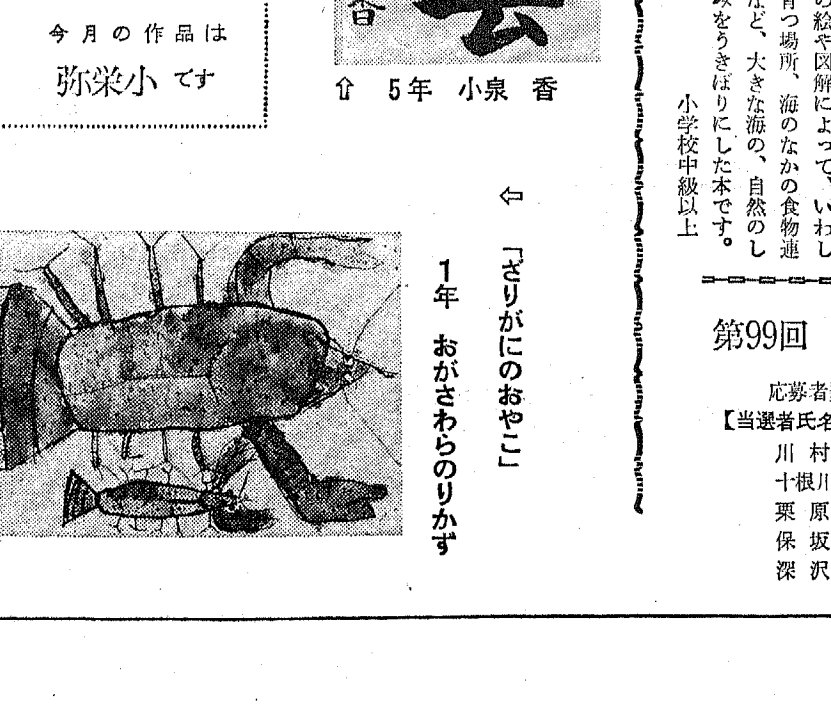 今月の作品は
弥栄小です
香
⇧ 5年 小泉 香
⇦ 「ざりがにのおやこ」
1年 おがさわらのりかず
の絵や図解によって、いわし
育つ場所、海のなかの食物連
など、大きな海の、自然のし
みをうきぼりにした本です。
小学校中級以上
第99回
応募者
【当選者氏名
川村
十根川
栗原
保坂
深沢